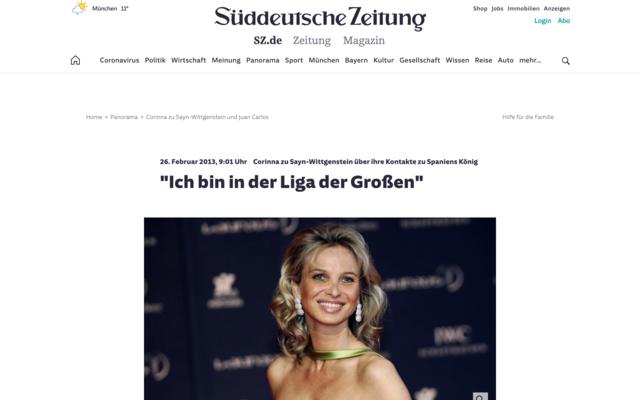 München 11°
Süddeutsche Zeitung
Shop Jobs Immobilien Anzeigen
Login Abo
SZ.de Zeitung Magazin
Coronavirus Politik Wirtschaft Meinung Panorama Sport München Bayern Kultur Gesellschaft Wissen Reise Auto mehr...
Home > Panorama > Corinna zu Sayn-Wittgenstein und Juan Carlos
Hilfe für die Familie
26. Februar 2013, 9:01 Uhr Corinna zu Sayn-Wittgenstein über ihre Kontakte zu Spaniens König
"Ich bin in der Liga der Großen"
IWC